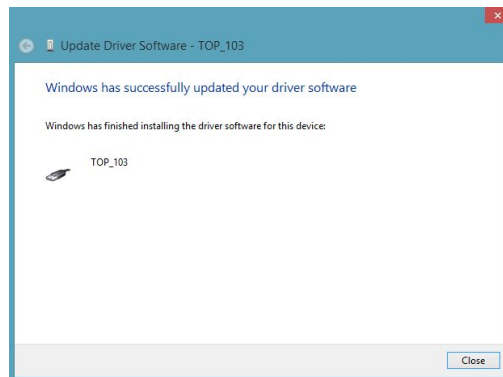 Update Driver Software - TOP_103
Windows has successfully updated your driver software
Windows has finished installing the driver software for this device:
TOP_103
Close